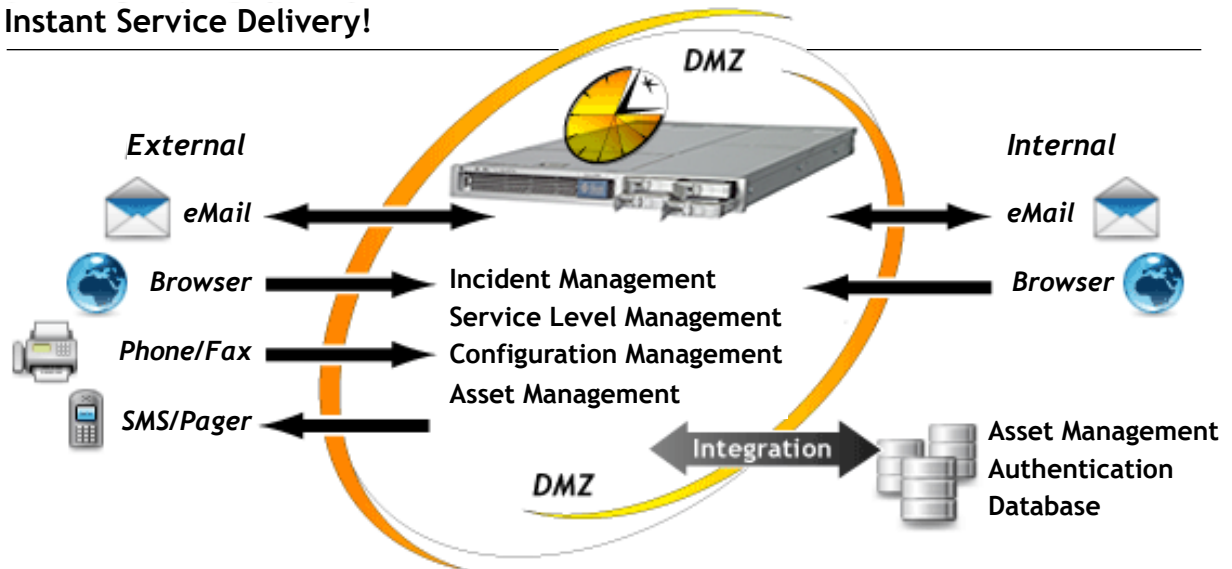 Instant Service Delivery!
DMZ
External
Internal
eMail
eMail
Browser
Incident Management
Browser
Service Level Management
Phone/Fax
Configuration Management
Asset Management
SMS/Pager
Integration
Asset Management
Authentication
Database
DMZ